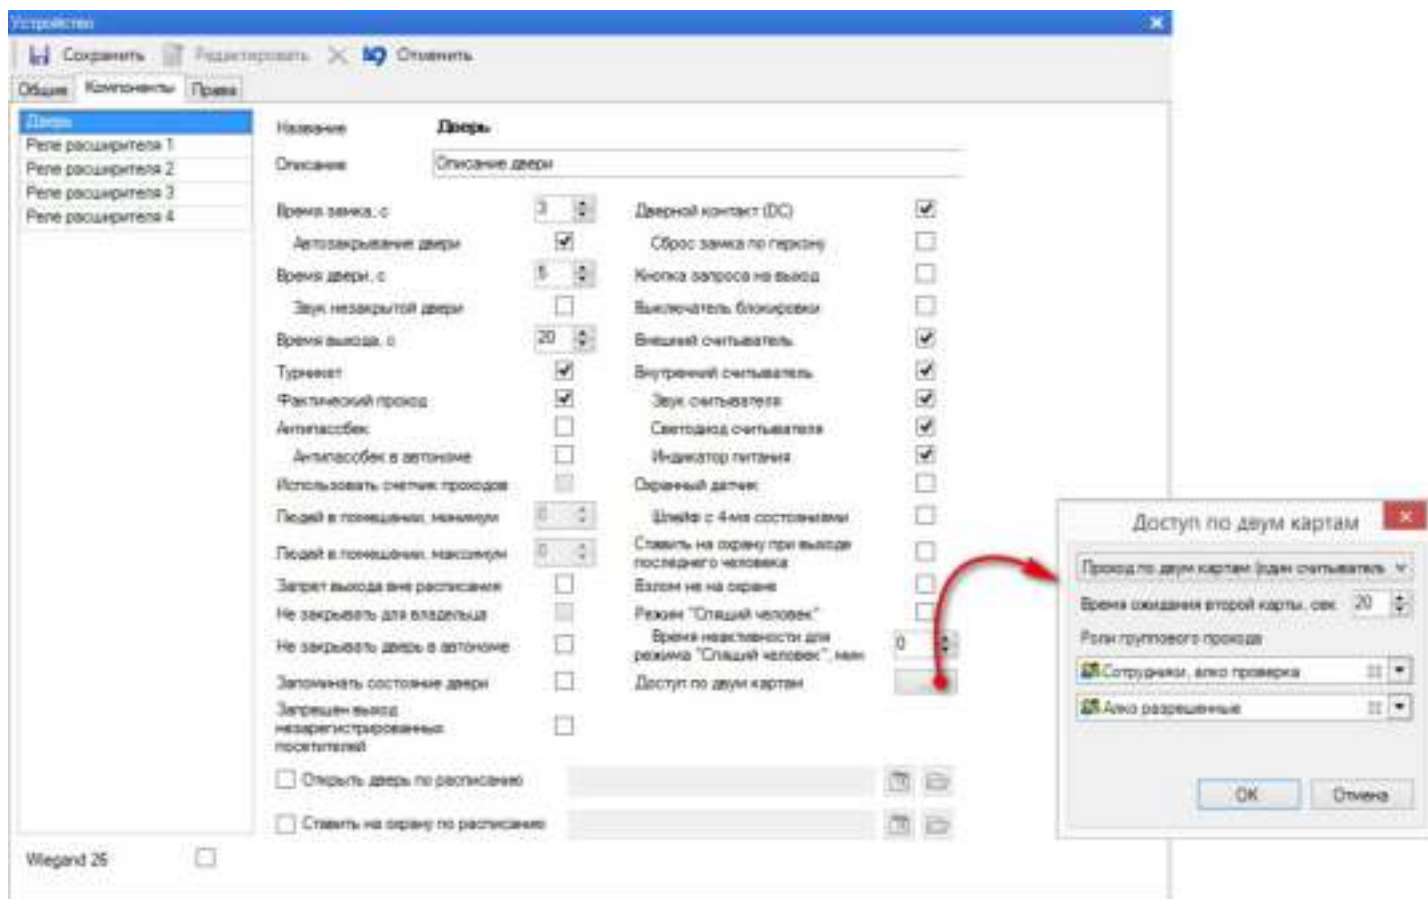 Устройство
Сохранить Редактировать Отменить
Общие Компоненты Права
Дверь
Реле расширителя 1
Реле расширителя 2
Реле расширителя 3
Реле расширителя 4
Название Дверь
Описание Описание двери
Время замка, с 3
Автозакрывание двери
Время двери, с 5
Звук незакрытой двери
Время выхода, с 20
Турникет
Фактический проход
Антипассбек
Антипассбек в автономе
Использовать счетчик проходов
Людей в помещении, минимум 0
Людей в помещении, максимум 0
Запрет выхода вне расписания
Не закрывать для владельца
Не закрывать дверь в автономе
Запоминать состояние двери
Запрещен выход
незарегистрированных
посетителей
Дверной контакт (DC)
Сброс замка по геркону
Кнопка запроса на выход
Выключатель блокировки
Внешний считыватель
Внутренний считыватель
Звук считывателя
Светодиод считывателя
Индикатор питания
Охранный датчик
Шлейф с 4-мя состояниями
Ставить на охрану при выходе
последнего человека
Взлом не на охране
Режим "Спящий человек"
Время неактивности для
режима "Спящий человек", мин 0
Доступ по двум картам ...
Открыть дверь по расписанию
Ставить на охрану по расписанию
Wiegand 26
Доступ по двум картам
Проход по двум картам (один считыватель
Время ожидания второй карты, сек 20
Роли группового прохода
Сотрудники, алко проверка
Алко разрешенные
OK Отмена